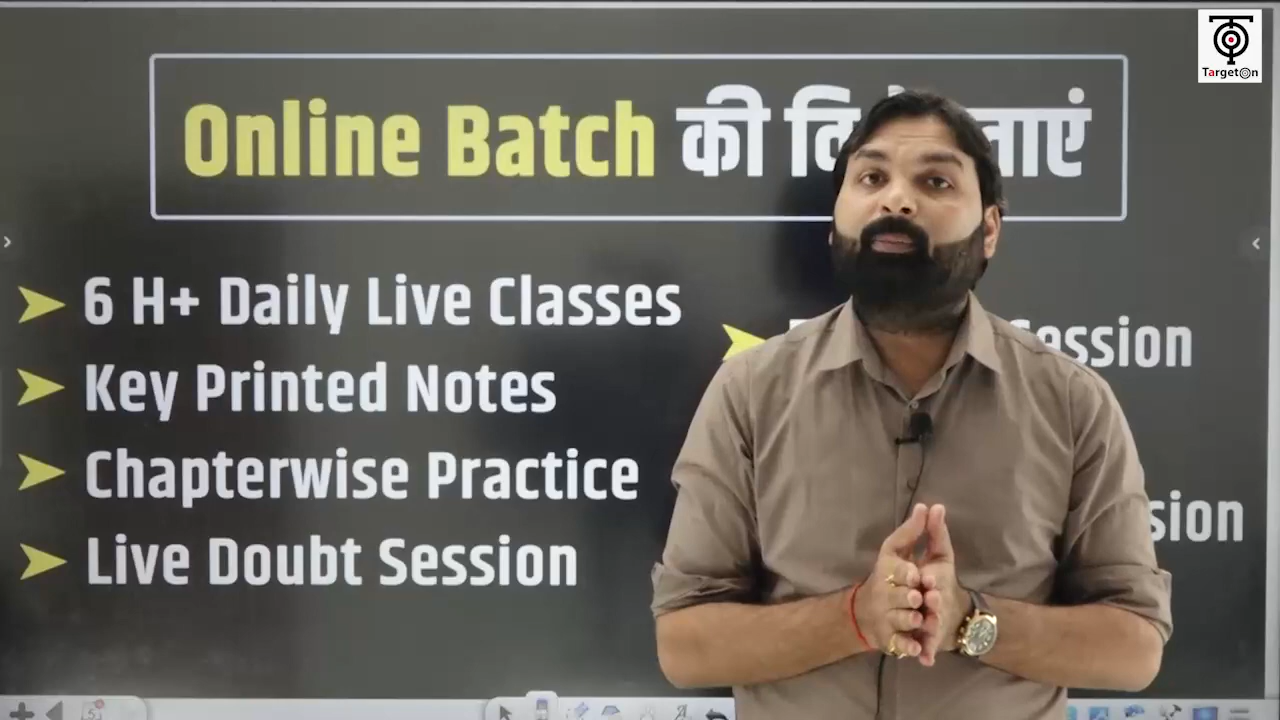 TargetOn
Online Batch की
6 H+ Daily Live Classes
Key Printed Notes
Chapterwise Practice
Live Doubt Session